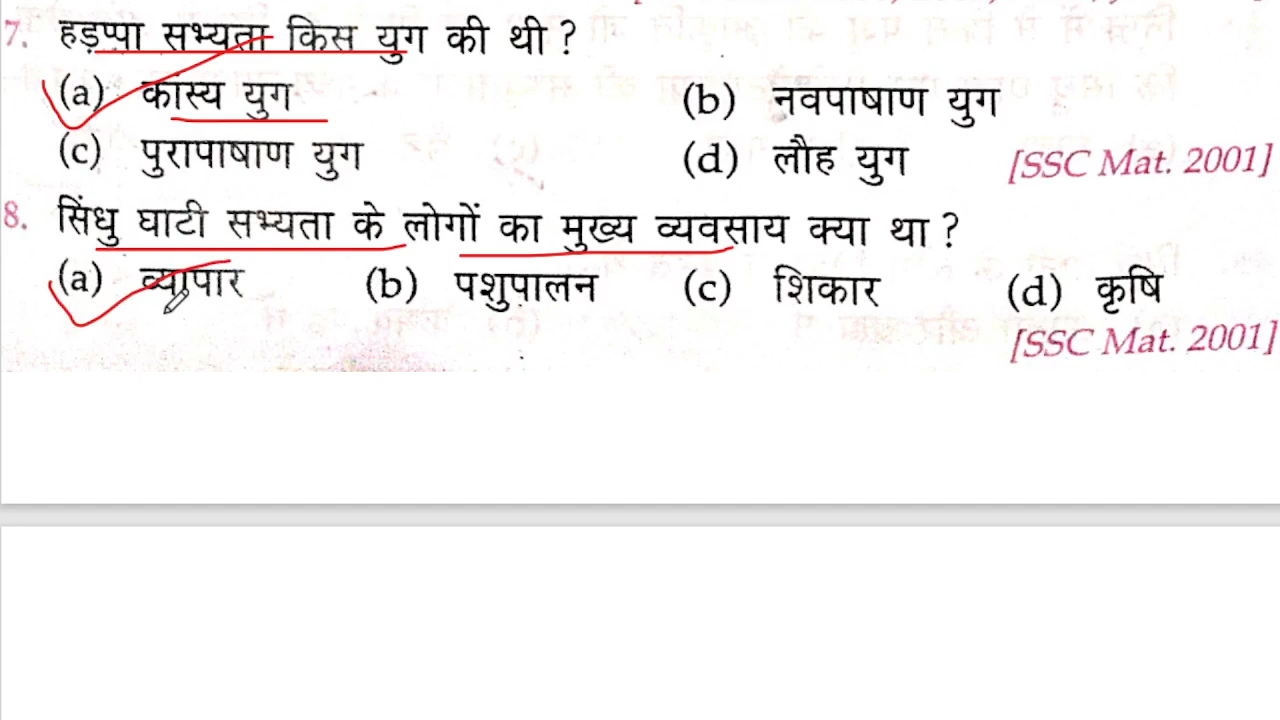 7. हड़प्पा सभ्यता किस युग की थी ?
(a) कांस्य युग (b) नवपाषाण युग
(c) पुरापाषाण युग (d) लौह युग [SSC Mat. 2001]
8. सिंधु घाटी सभ्यता के लोगों का मुख्य व्यवसाय क्या था ?
(a) व्यापार (b) पशुपालन (c) शिकार (d) कृषि
[SSC Mat. 2001]